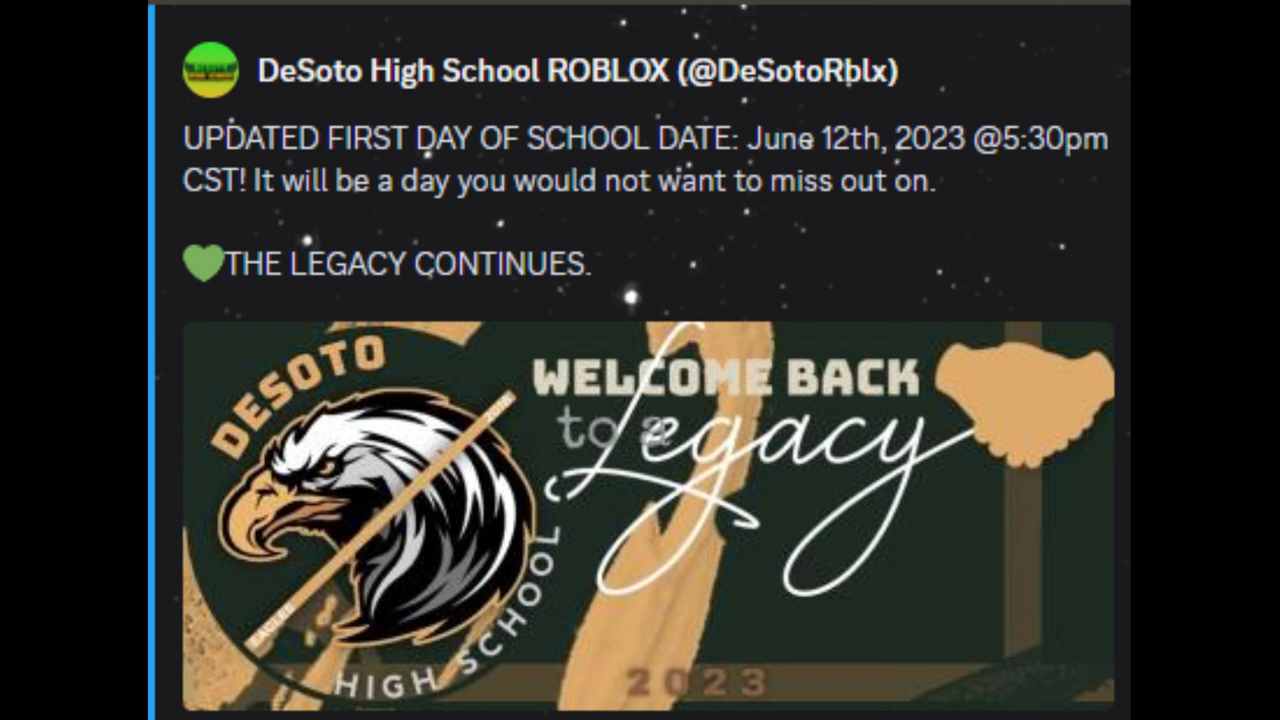 DeSoto High School ROBLOX (@DeSotoRblx)
UPDATED FIRST DAY OF SCHOOL DATE: June 12th, 2023 @5:30pm
CST! It will be a day you would not want to miss out on.
💚THE LEGACY CONTINUES.
DESOTO
HIGH SCHOOL
WELCOME BACK
to a
Legacy
2023